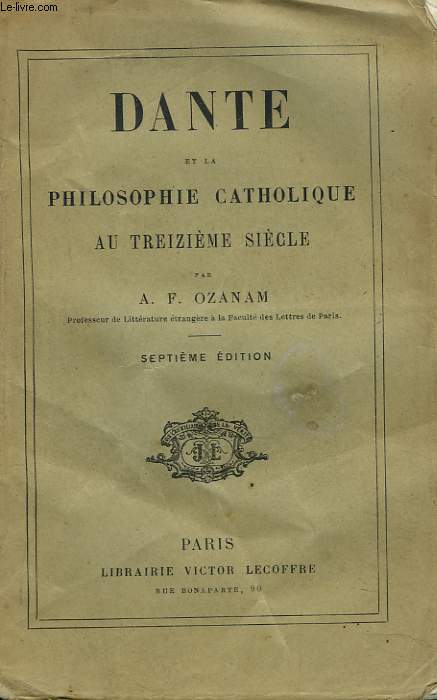 Le-livre.com
DANTE
ET LA
PHILOSOPHIE CATHOLIQUE
AU TREIZIÈME SIÈCLE
PAR
A. F. OZANAM
Professeur de Littérature étrangère à la Faculté des Lettres de Paris.
SEPTIÈME ÉDITION
J L
PARIS
LIBRAIRIE VICTOR LECOFFRE
RUE BONAPARTE, 90